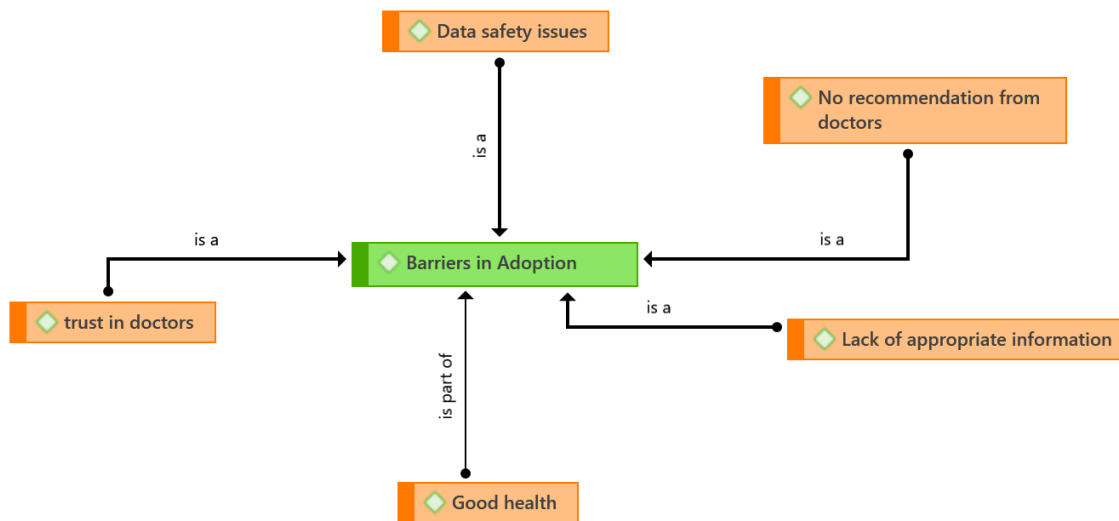 Data safety issues
No recommendation from
doctors
is a
is a
is a
Barriers in Adoption
trust in doctors
is a
Lack of appropriate information
is part of
Good health